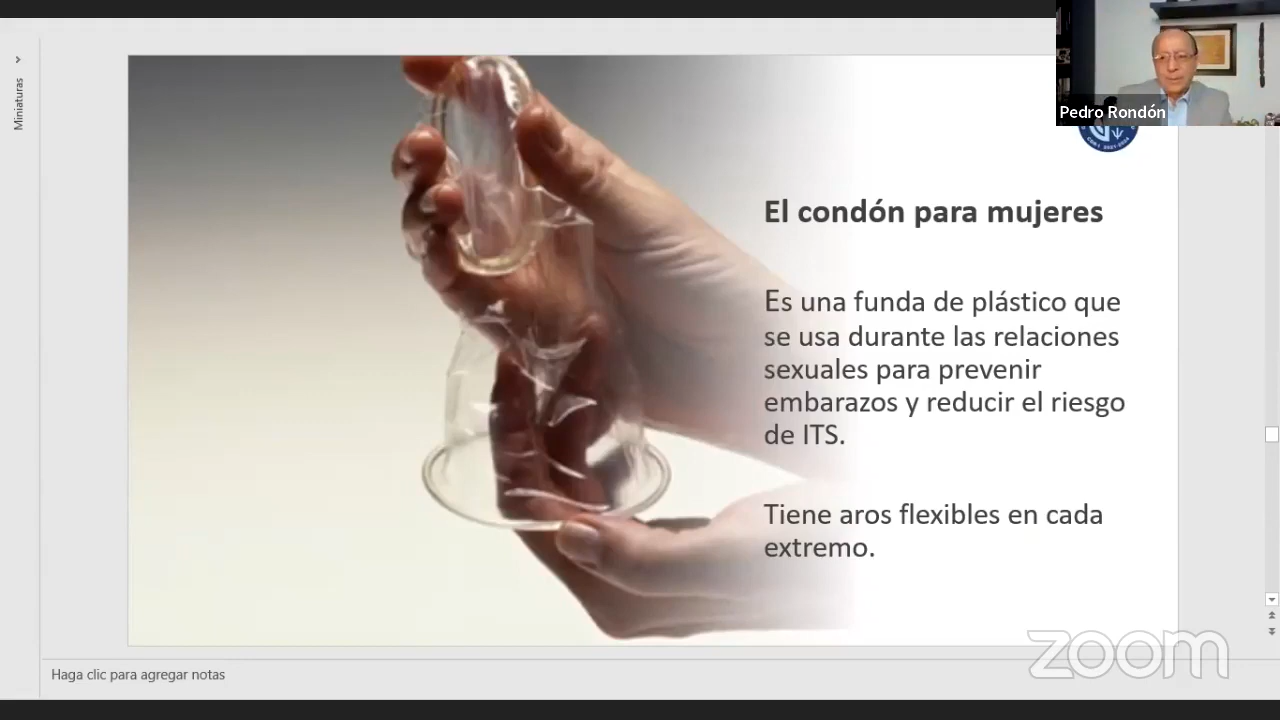 Miniaturas
Pedro Rondón
El condón para mujeres
Es una funda de plástico que
se usa durante las relaciones
sexuales para prevenir
embarazos y reducir el riesgo
de ITS.
Tiene aros flexibles en cada
extremo.
zoom
Haga clic para agregar notas